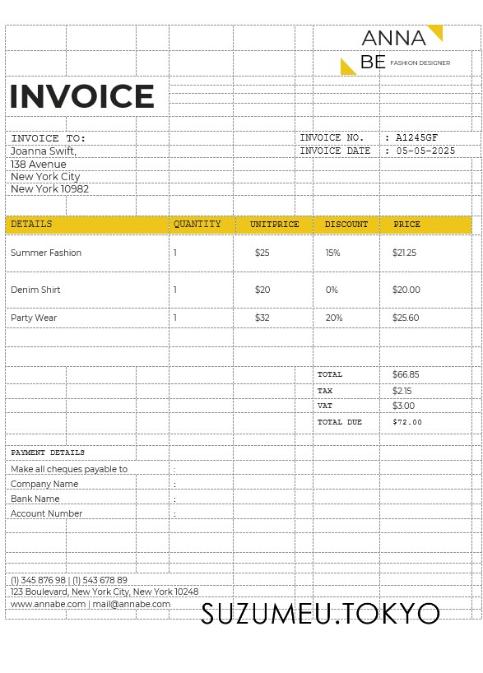 ANNA
BE FASHION DESIGNER
INVOICE
INVOICE TO:
Joanna Swift,
138 Avenue
New York City
New York 10982
INVOICE NO. : A1245GF
INVOICE DATE : 05-05-2025
DETAILS QUANTITY UNITPRICE DISCOUNT PRICE
Summer Fashion 1 $25 15% $21.25
Denim Shirt 1 $20 0% $20.00
Party Wear 1 $32 20% $25.60
TOTAL $66.85
TAX $2.15
VAT $3.00
TOTAL DUE $72.00
PAYMENT DETAILS
Make all cheques payable to :
Company Name :
Bank Name :
Account Number :
(1) 345 876 98 | (1) 543 678 89
123 Boulevard, New York City, New York 10248
www.annabe.com | mail@annabe.com
SUZUMEU.TOKYO